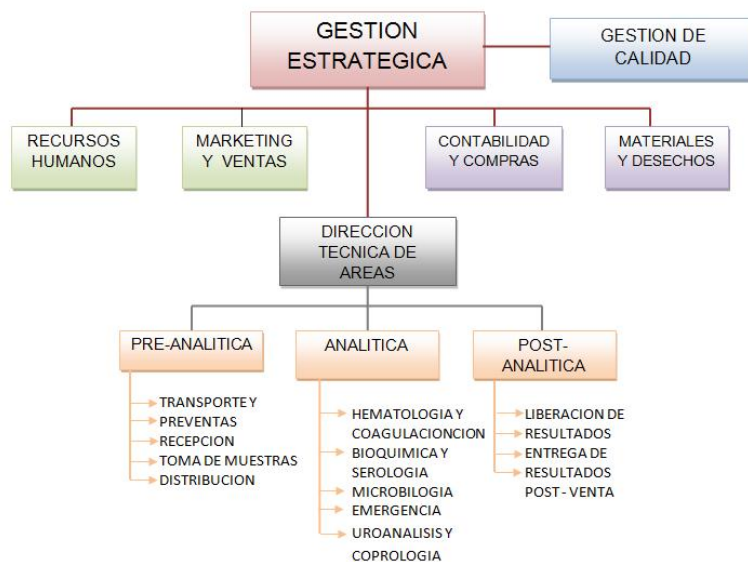 GESTION
ESTRATEGICA
GESTION DE
CALIDAD
RECURSOS
HUMANOS
MARKETING
Y VENTAS
CONTABILIDAD
Y COMPRAS
MATERIALES
Y DESECHOS
DIRECCION
TECNICA DE
AREAS
PRE-ANALITICA
TRANSPORTE Y
PREVENTAS
RECEPCION
TOMA DE MUESTRAS
DISTRIBUCION
ANALITICA
HEMATOLOGIA Y
COAGULACIONCION
BIOQUIMICA Y
SEROLOGIA
MICROBILOGIA
EMERGENCIA
UROANALISIS Y
COPROLOGIA
POST-
ANALITICA
LIBERACION DE
RESULTADOS
ENTREGA DE
RESULTADOS
POST - VENTA